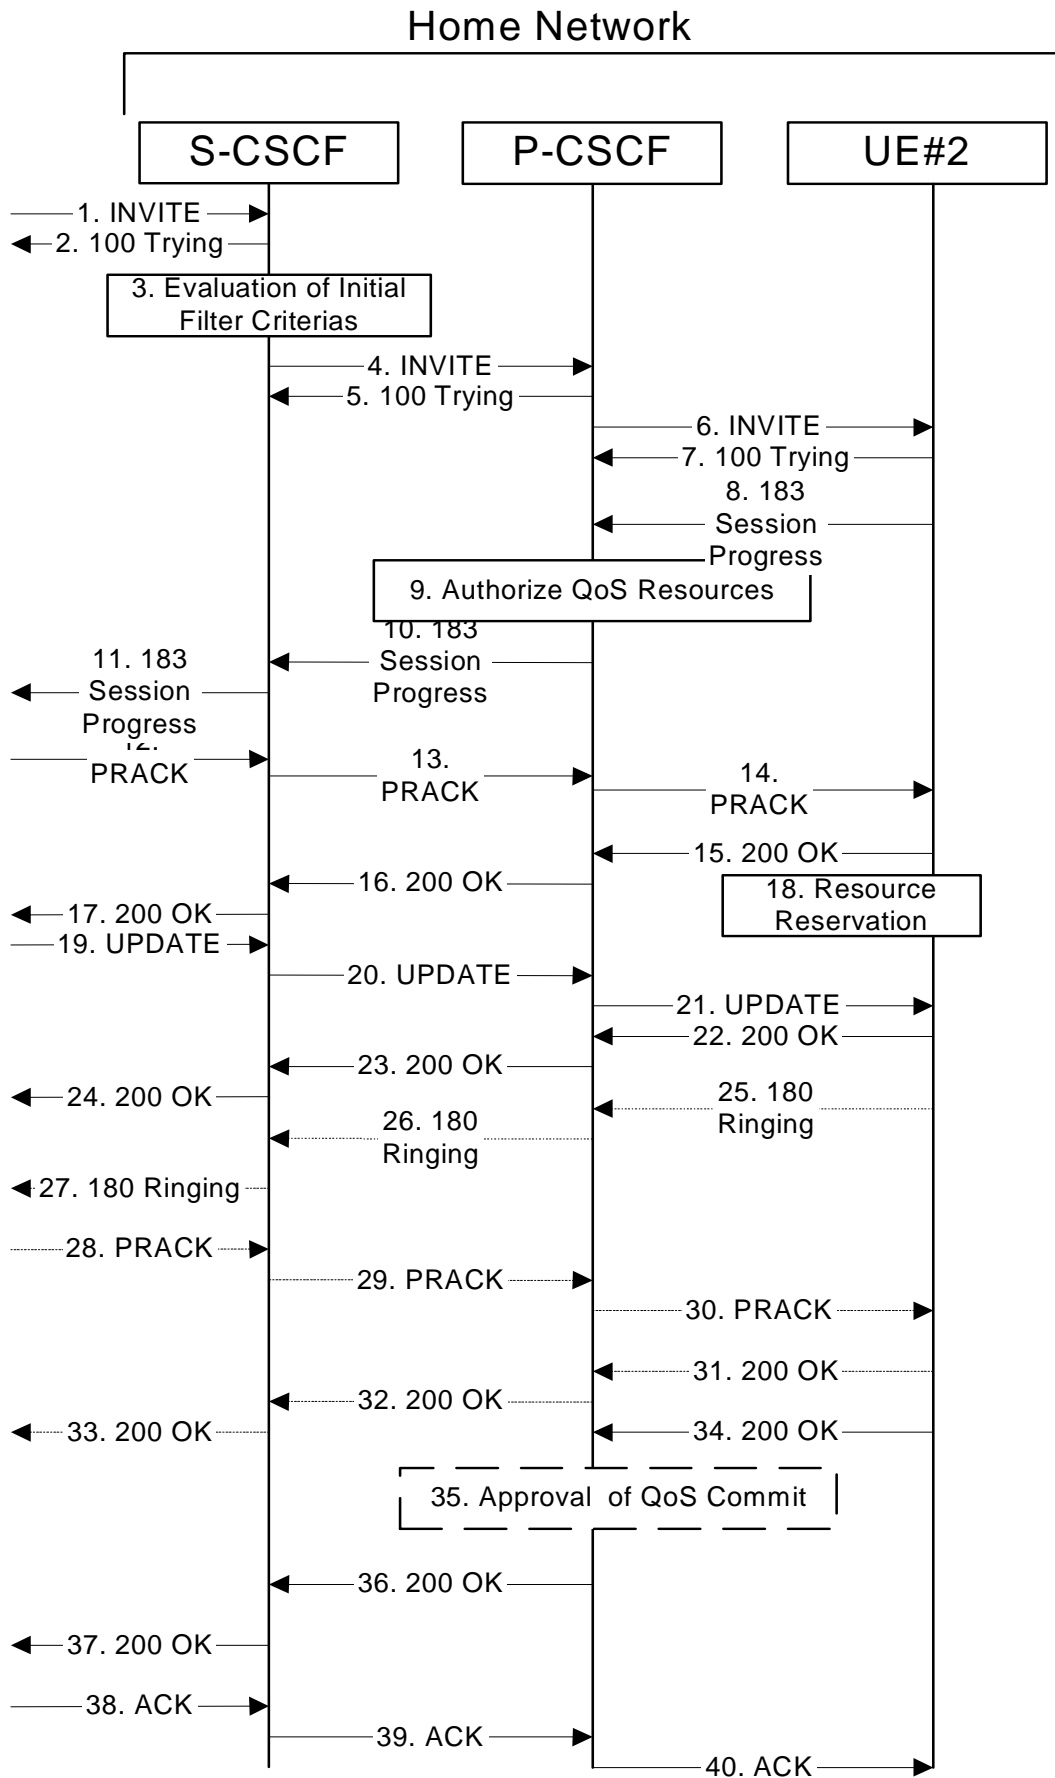 Home Network
S-CSCF
P-CSCF
UE#2
1. INVITE
2. 100 Trying
3. Evaluation of Initial
Filter Criterias
4. INVITE
5. 100 Trying
6. INVITE
7. 100 Trying
8. 183
Session
Progress
9. Authorize QoS Resources
10. 183
Session
Progress
11. 183
Session
Progress
12.
PRACK
13.
PRACK
14.
PRACK
15. 200 OK
16. 200 OK
17. 200 OK
18. Resource
Reservation
19. UPDATE
20. UPDATE
21. UPDATE
22. 200 OK
23. 200 OK
24. 200 OK
25. 180
Ringing
26. 180
Ringing
27. 180 Ringing
28. PRACK
29. PRACK
30. PRACK
31. 200 OK
32. 200 OK
33. 200 OK
34. 200 OK
35. Approval of QoS Commit
36. 200 OK
37. 200 OK
38. ACK
39. ACK
40. ACK